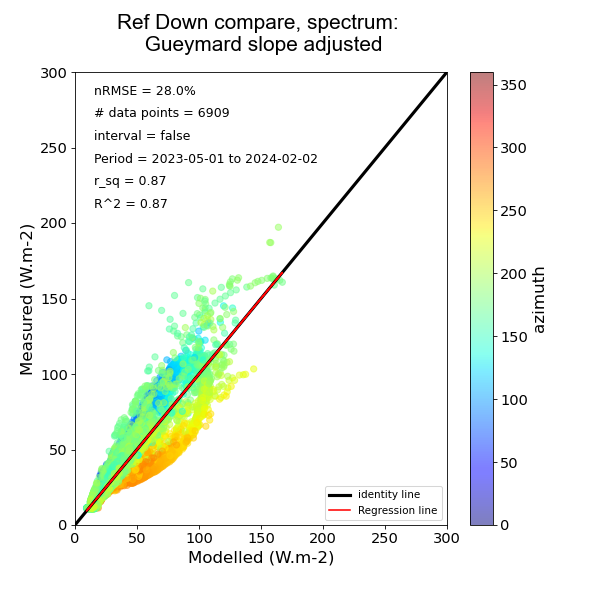 Ref Down compare, spectrum:
Gueymard slope adjusted
nRMSE = 28.0%
# data points = 6909
interval = false
Period = 2023-05-01 to 2024-02-02
r_sq = 0.87
R^2 = 0.87
300
250
200
150
100
50
0
Measured (W.m-2)
0
50
100
150
200
250
300
Modelled (W.m-2)
identity line
Regression line
350
300
250
200
150
100
50
0
azimuth